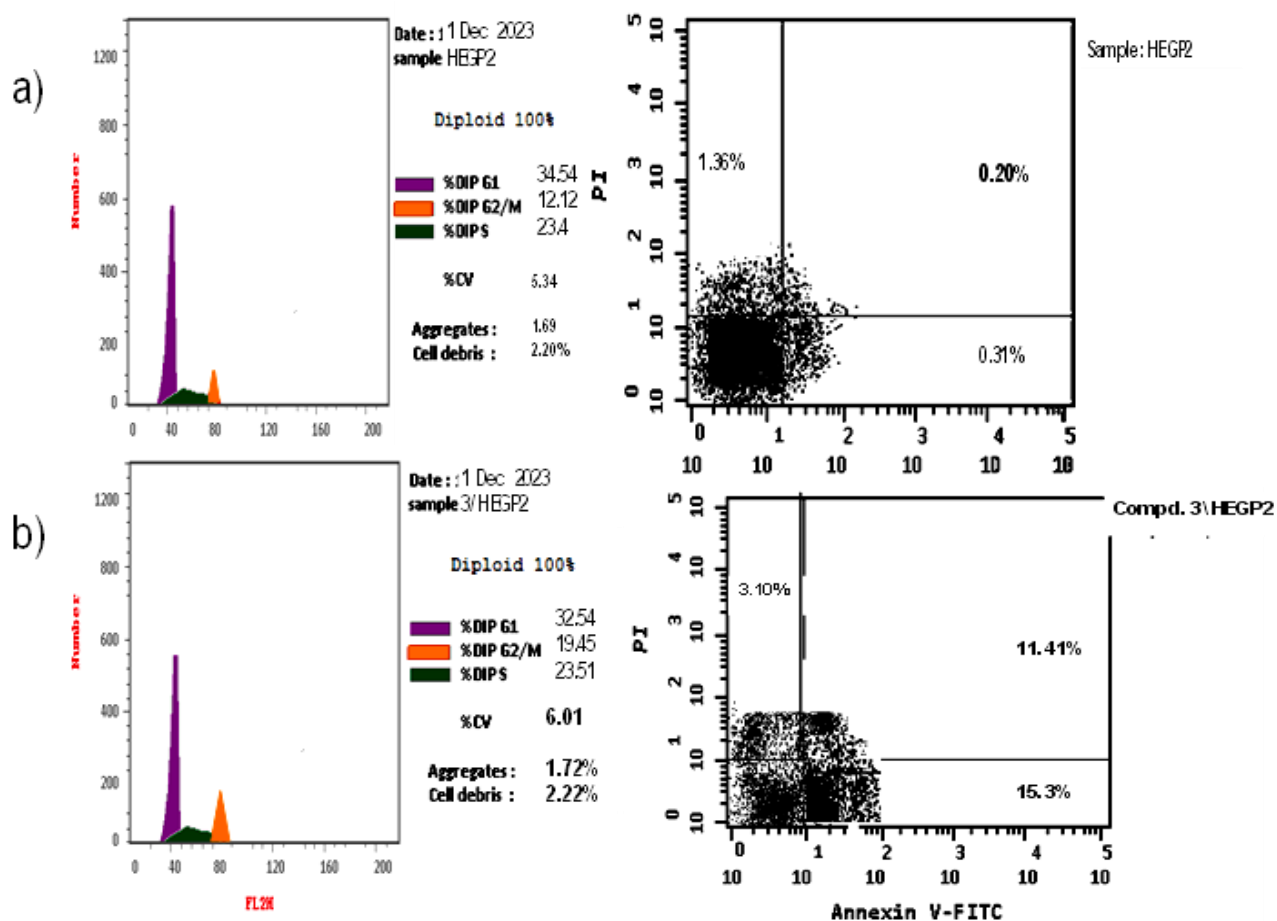 a)
1200
800
600
400
200
0
0 40 80 120 160 200
Number
Date : :1 Dec 2023
sample HEGP2
Diploid 100%
%DIP G1 34.54
%DIP G2/M 12.12
%DIP S 23.4
%CV 5.34
Aggregates : 1.69
Cell debris : 2.20%
PI
10 5
10 4
10 3
10 2
10 1
10 0
1.36%
0.20%
0.31%
0 1 2 3 4 5
10 10 10 10 10 10
Sample: HEGP2
b)
1200
800
600
400
200
0
0 40 80 120 160 200
Number
FL2M
Date : :1 Dec 2023
sample 3/HEGP2
Diploid 100%
%DIP G1 32.54
%DIP G2/M 19.45
%DIP S 23.51
%CV 6.01
Aggregates : 1.72%
Cell debris : 2.22%
PI
10 5
10 4
10 3
10 2
10 1
10 0
3.10%
11.41%
15.3%
0 1 2 3 4 5
10 10 10 10 10 10
Annexin V-FITC
Compd. 3\HEGP2